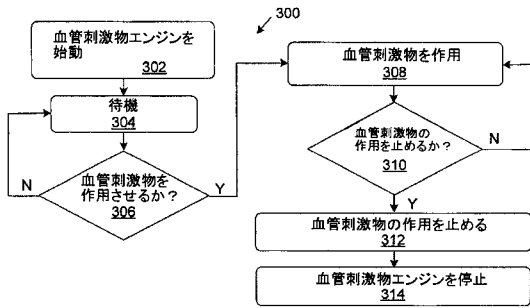 300
血管刺激物エンジンを
始動
302
待機
304
血管刺激物を
作用させるか？
306
N
Y
血管刺激物を作用
308
血管刺激物の
作用を止めるか？
310
N
Y
血管刺激物の作用を止める
312
血管刺激物エンジンを停止
314